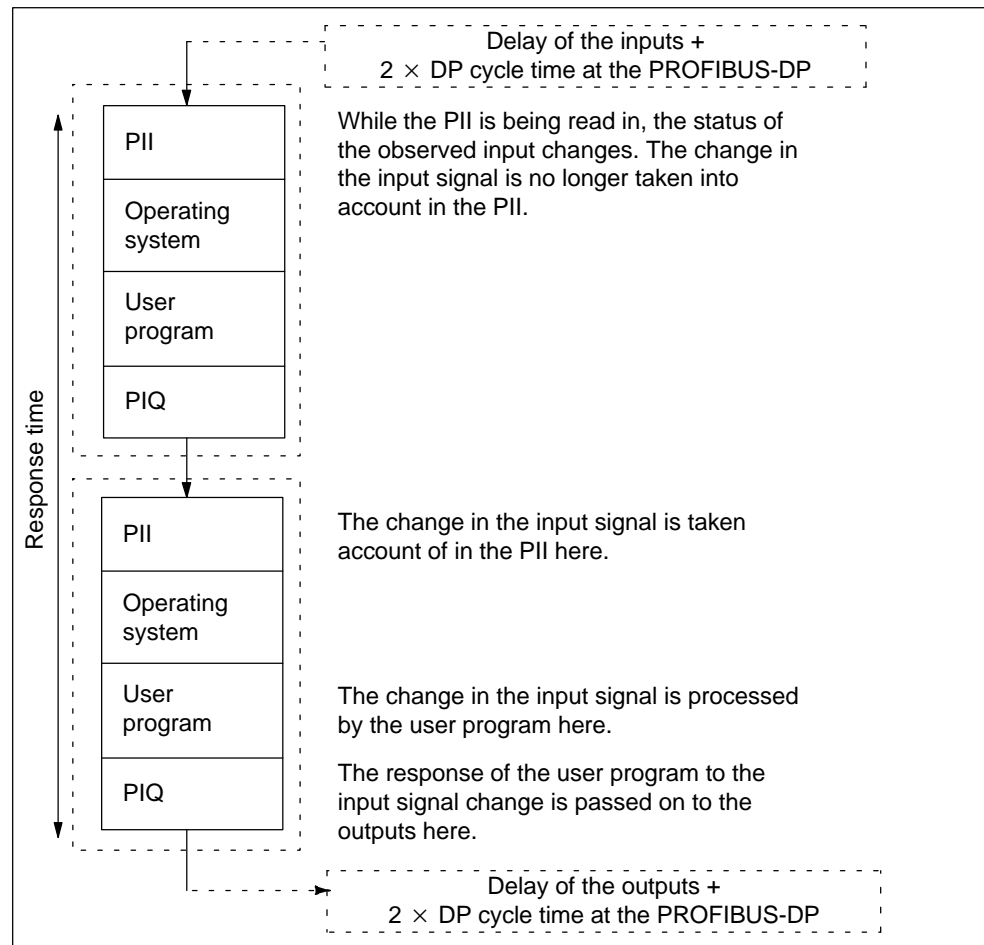 Delay of the inputs +
2 × DP cycle time at the PROFIBUS-DP
Response time
PII
While the PII is being read in, the status of
the observed input changes. The change in
the input signal is no longer taken into
account in the PII.
Operating
system
User
program
PIQ
PII
The change in the input signal is taken
account of in the PII here.
Operating
system
User
program
The change in the input signal is processed
by the user program here.
PIQ
The response of the user program to the
input signal change is passed on to the
outputs here.
Delay of the outputs +
2 × DP cycle time at the PROFIBUS-DP